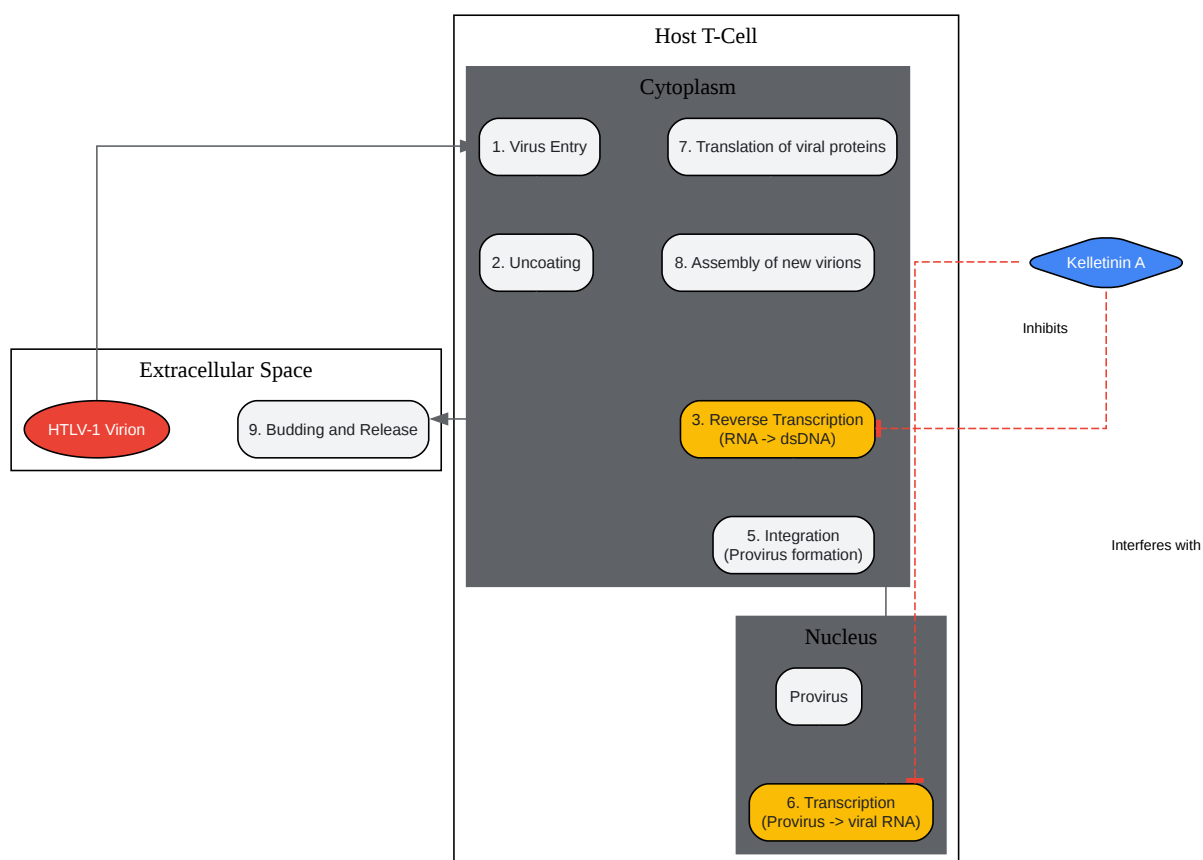 Host T-Cell
Cytoplasm
1. Virus Entry
7. Translation of viral proteins
2. Uncoating
8. Assembly of new virions
Kelletinin A
Inhibits
Extracellular Space
HTLV-1 Virion
9. Budding and Release
3. Reverse Transcription
(RNA -> dsDNA)
5. Integration
(Provirus formation)
Interferes with
Nucleus
Provirus
6. Transcription
(Provirus -> viral RNA)